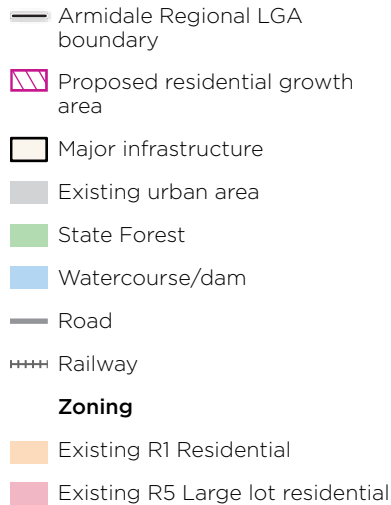 Armidale Regional LGA
boundary
Proposed residential growth
area
Major infrastructure
Existing urban area
State Forest
Watercourse/dam
Road
Railway
Zoning
Existing R1 Residential
Existing R5 Large lot residential